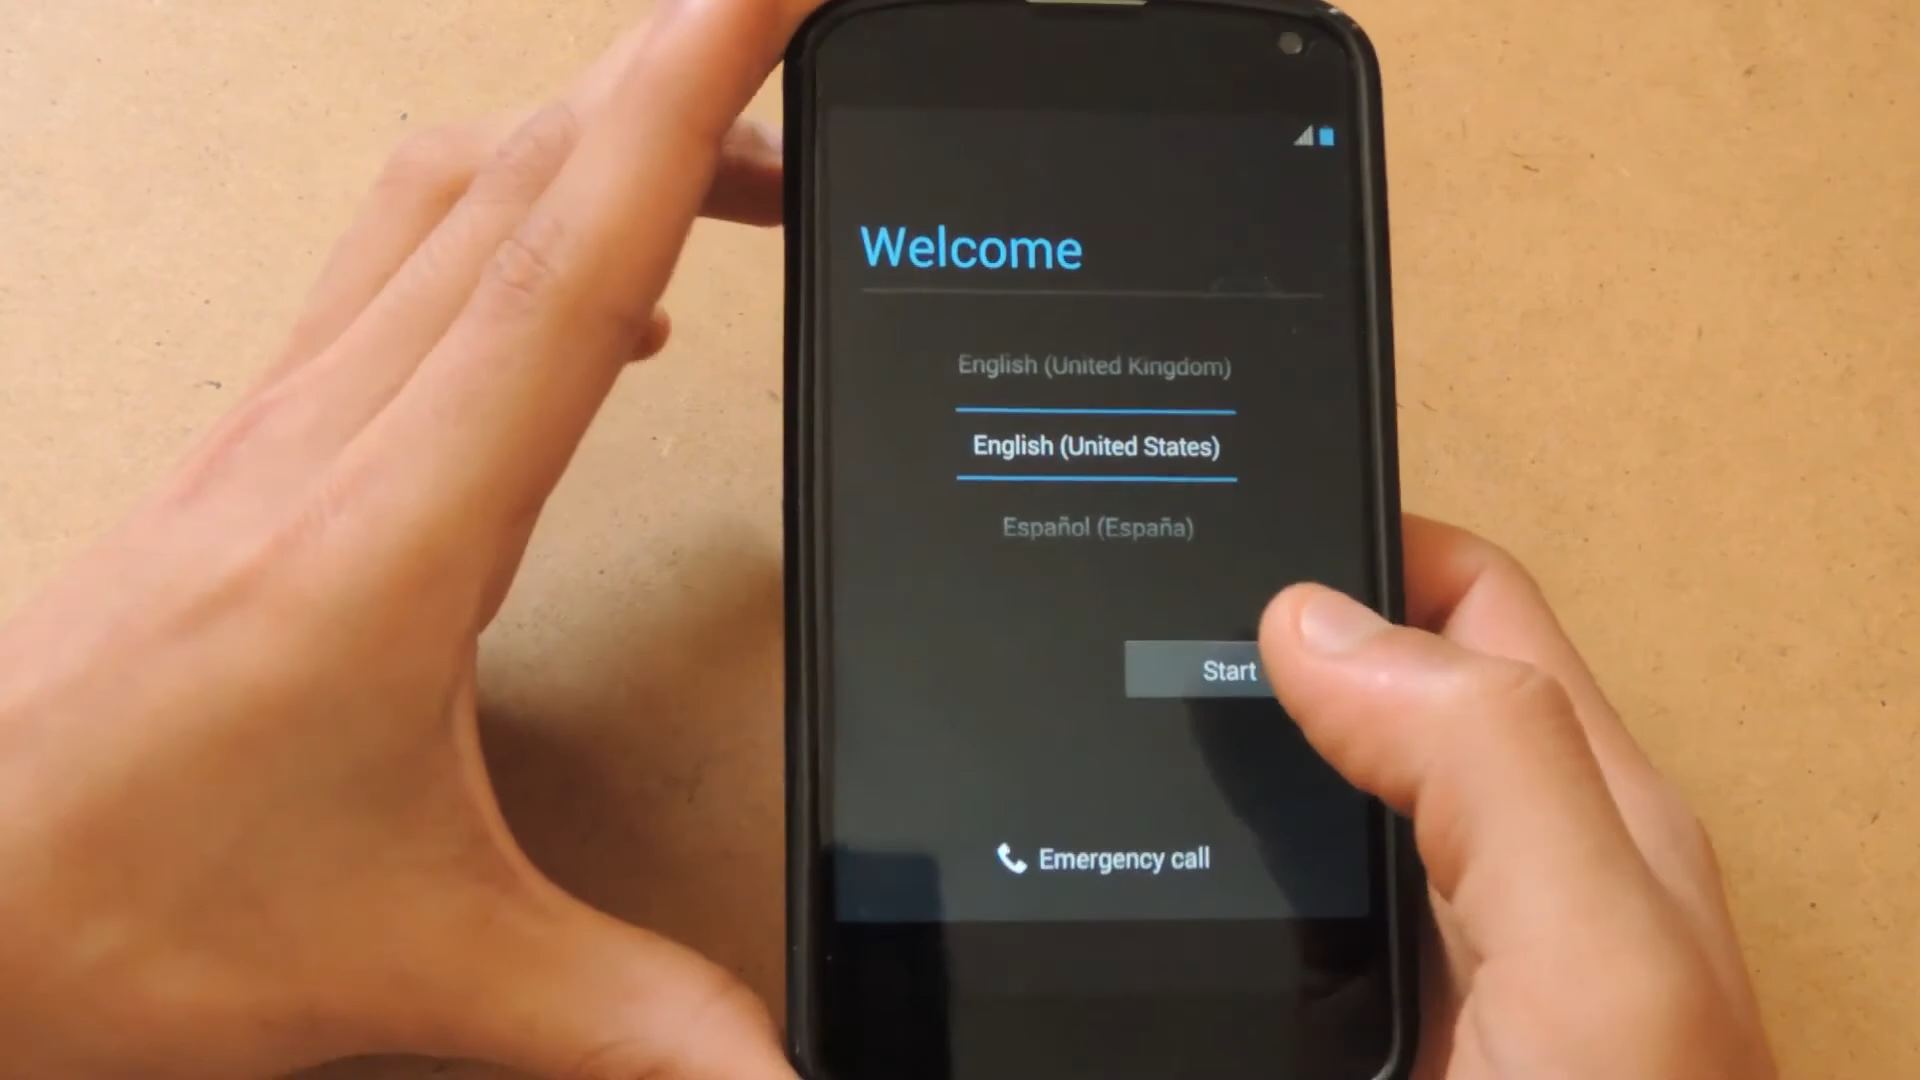 Welcome
English (United Kingdom)
English (United States)
Español (España)
Start
Emergency call